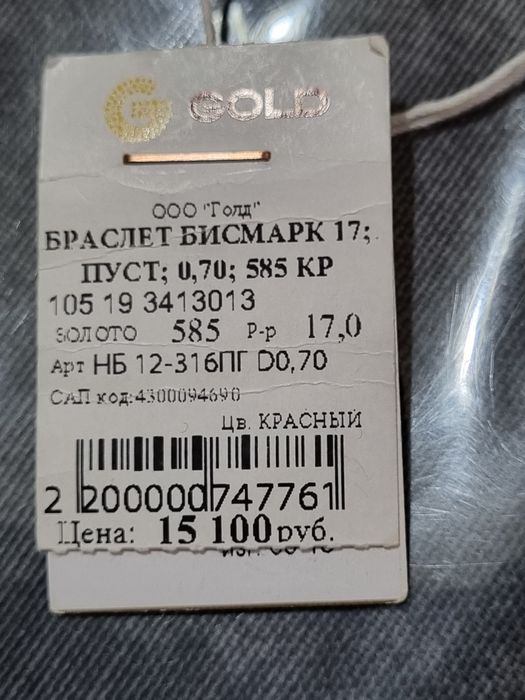 GOLD
ООО "Голд"
БРАСЛЕТ БИСМАРК 17;
ПУСТ; 0,70; 585 КР
105 19 3413013
ЗОЛОТО 585 Р-р 17,0
Арт НБ 12-316ПГ D0,70
САП код:4300094690
Цв. КРАСНЫЙ
2 200000 747761
Цена: 15 100 руб.